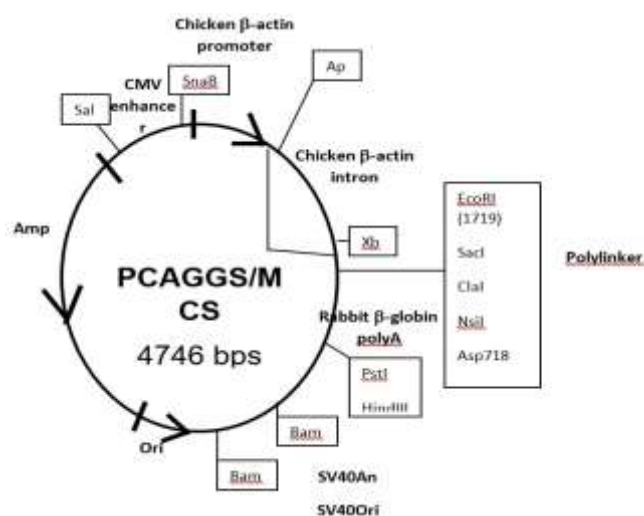 Chicken β-actin
promoter
SnaB
Ap
CMV
enhance
r
Sal
Chicken β-actin
intron
EcoRI
(1719)
SacI
ClaI
NsiI
Asp718
Polylinker
Amp
Xb
PCAGGS/M
CS
4746 bps
Rabbit β-globin
polyA
PstI
HindIII
Bam
Ori
Bam
SV40An
SV40Ori